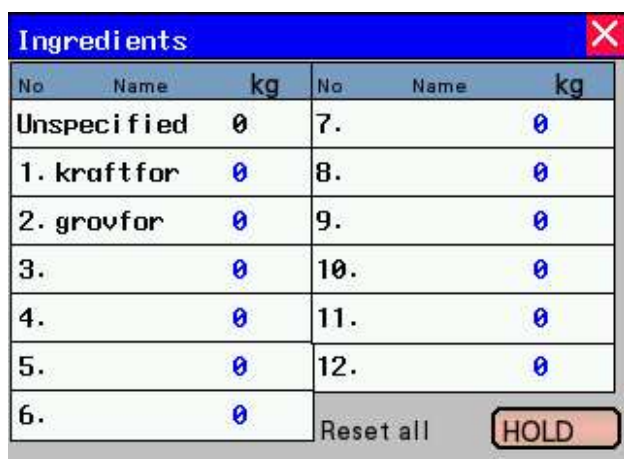 Ingredients
No Name kg No Name kg
Unspecified 0 7. 0
1. kraftfor 0 8. 0
2. grovfor 0 9. 0
3. 0 10. 0
4. 0 11. 0
5. 0 12. 0
6. 0 Reset all HOLD